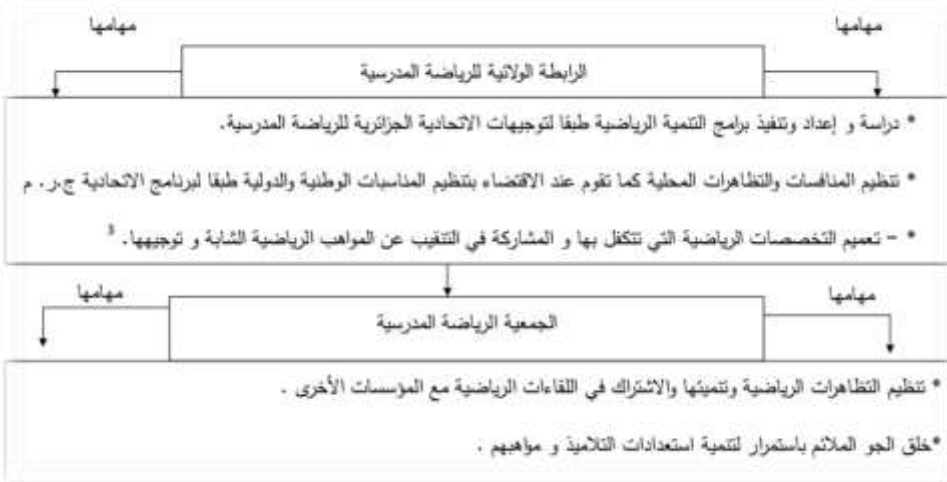 مهامها
مهامها
الرابطة الولائية للرياضة المدرسية
* دراسة و إعداد وتنفيذ برامج التنمية الرياضية طبقا لتوجيهات الاتحادية الجزائرية للرياضة المدرسية.
* تنظيم المنافسات والتظاهرات المحلية كما تقوم عند الاقتضاء بتنظيم المناسبات الوطنية والدولية طبقا لبرنامج الاتحادية ج.ر. م
* – تعميم التخصصات الرياضية التي تتكفل بها و المشاركة في التنقيب عن المواهب الرياضية الشابة و توجيهها. 3
مهامها
مهامها
الجمعية الرياضة المدرسية
* تنظيم التظاهرات الرياضية وتنميتها والاشتراك في اللقاءات الرياضية مع المؤسسات الأخرى .
*خلق الجو الملائم باستمرار لتنمية استعدادات التلاميذ و مواهبهم .